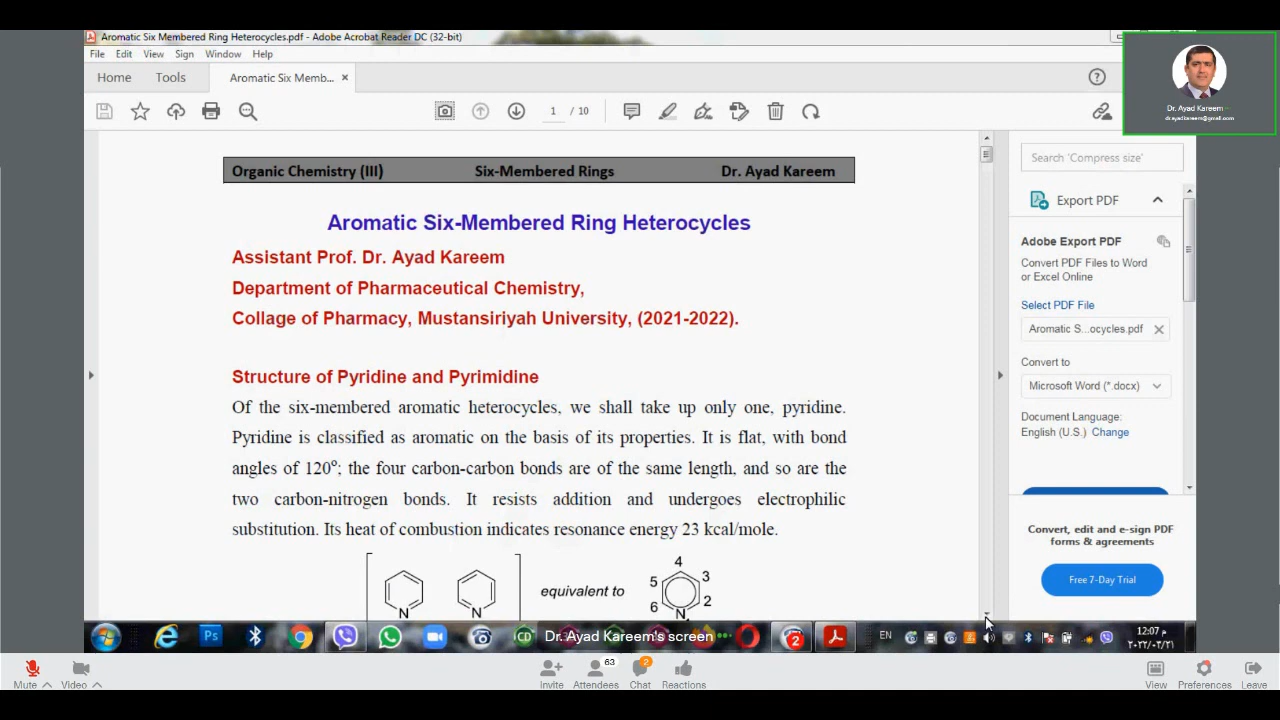 Aromatic Six Membered Ring Heterocycles.pdf - Adobe Acrobat Reader DC (32-bit)
File Edit View Sign Window Help
Home Tools Aromatic Six Memb... ×
1 / 10
Dr. Ayad Kareem
dr.ayadkareem@gmail.com
Organic Chemistry (III) Six-Membered Rings Dr. Ayad Kareem
Aromatic Six-Membered Ring Heterocycles
Assistant Prof. Dr. Ayad Kareem
Department of Pharmaceutical Chemistry,
Collage of Pharmacy, Mustansiriyah University, (2021-2022).
Structure of Pyridine and Pyrimidine
Of the six-membered aromatic heterocycles, we shall take up only one, pyridine.
Pyridine is classified as aromatic on the basis of its properties. It is flat, with bond
angles of 120º; the four carbon-carbon bonds are of the same length, and so are the
two carbon-nitrogen bonds. It resists addition and undergoes electrophilic
substitution. Its heat of combustion indicates resonance energy 23 kcal/mole.
4
5 3
equivalent to
6 2
N N N
Search 'Compress size'
Export PDF
Adobe Export PDF
Convert PDF Files to Word
or Excel Online
Select PDF File
Aromatic S...ocycles.pdf ×
Convert to
Microsoft Word (*.docx)
Document Language:
English (U.S.) Change
Convert, edit and e-sign PDF
forms & agreements
Free 7-Day Trial
Ps CD Dr. Ayad Kareem's screen 2 EN
12:07 م
Mute Video Invite Attendees 63 Chat 2 Reactions View Preferences Leave